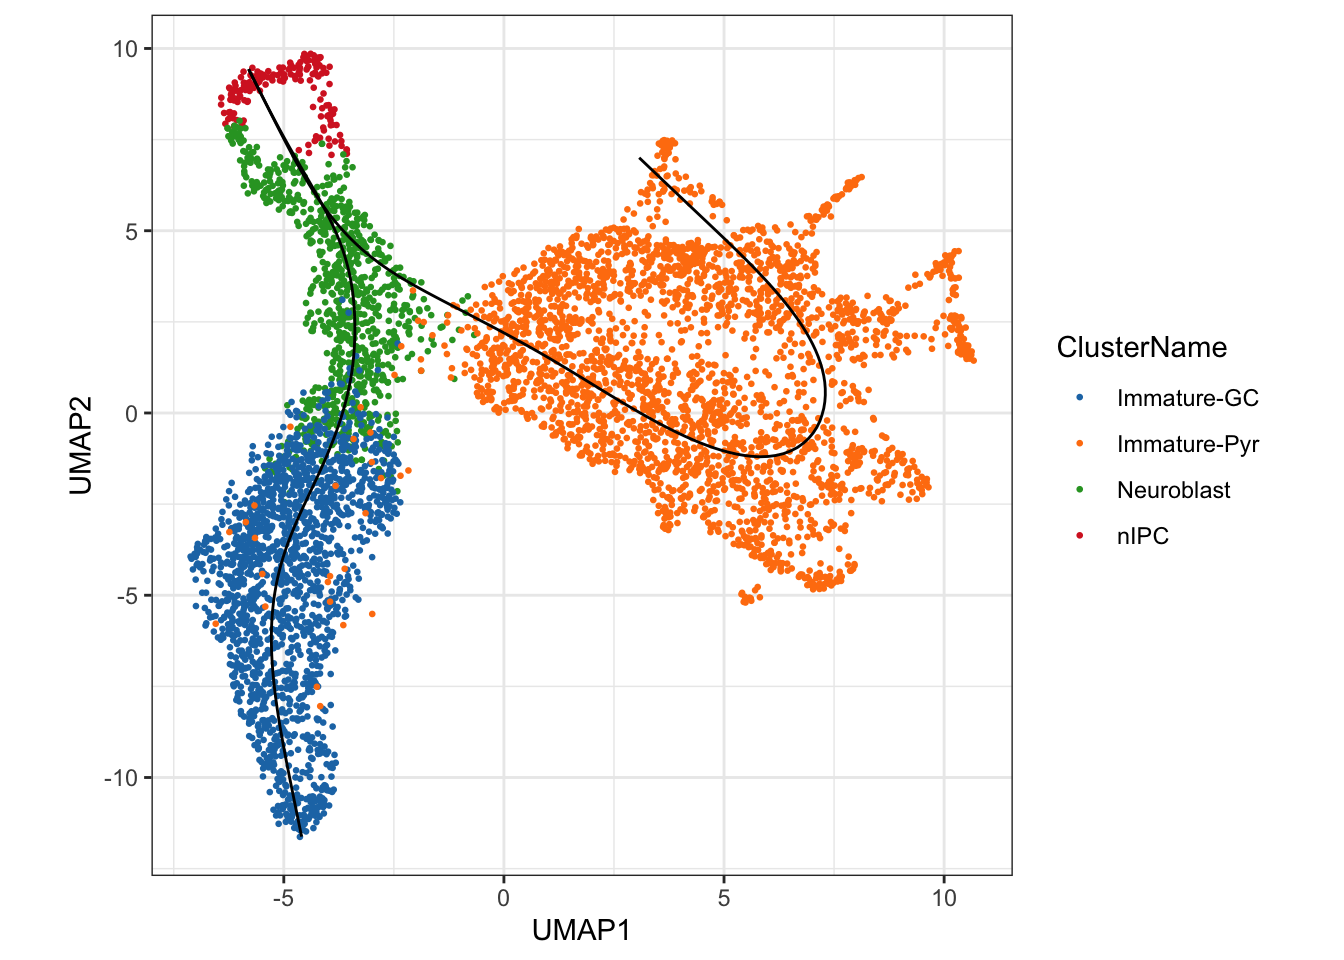 10
5
0
-5
-10
UMAP2
-5
0
5
10
UMAP1
ClusterName
Immature-GC
Immature-Pyr
Neuroblast
nIPC